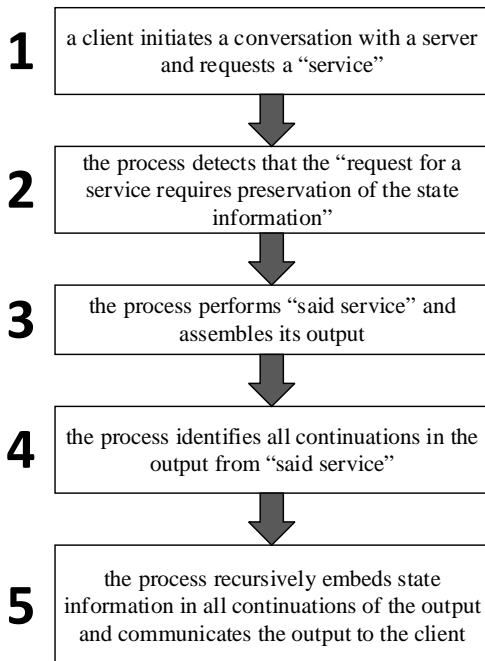 1
a client initiates a conversation with a server
and requests a “service”
2
the process detects that the “request for a
service requires preservation of the state
information”
3
the process performs “said service” and
assembles its output
4
the process identifies all continuations in the
output from “said service”
5
the process recursively embeds state
information in all continuations of the output
and communicates the output to the client